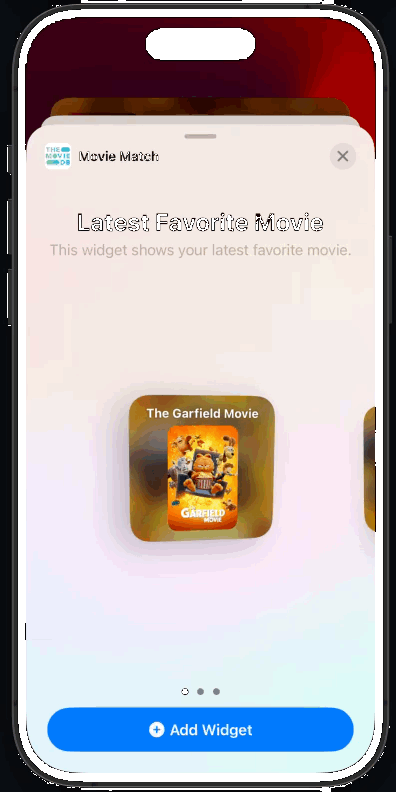 THE
MOVIE
DB
Movie Match
Latest Favorite Movie
This widget shows your latest favorite movie.
The Garfield Movie
GARFIELD
MOVIE
Add Widget